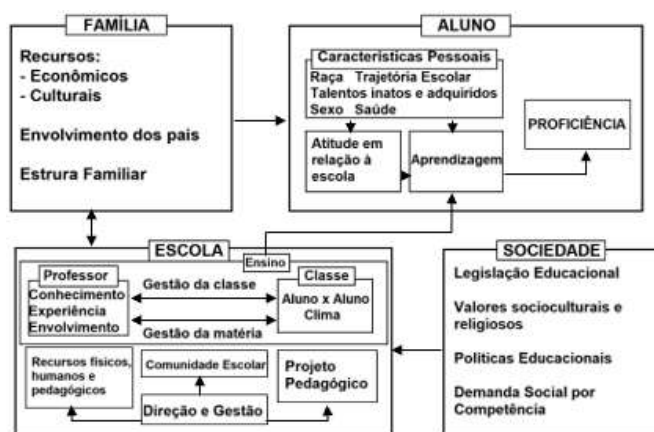 FAMÍLIA
Recursos:
- Econômicos
- Culturais
Envolvimento dos pais
Estrura Familiar
ALUNO
Características Pessoais
Raça Trajetória Escolar
Talentos inatos e adquiridos
Sexo Saúde
Atitude em
relação à
escola
Aprendizagem
PROFICIÊNCIA
ESCOLA
Ensino
Professor
Conhecimento
Experiência
Envolvimento
Gestão da classe
Gestão da matéria
Classe
Aluno x Aluno
Clima
Recursos físicos,
humanos e
pedagógicos
Comunidade Escolar
Direção e Gestão
Projeto
Pedagógico
SOCIEDADE
Legislação Educacional
Valores socioculturais e
religiosos
Políticas Educacionais
Demanda Social por
Competência